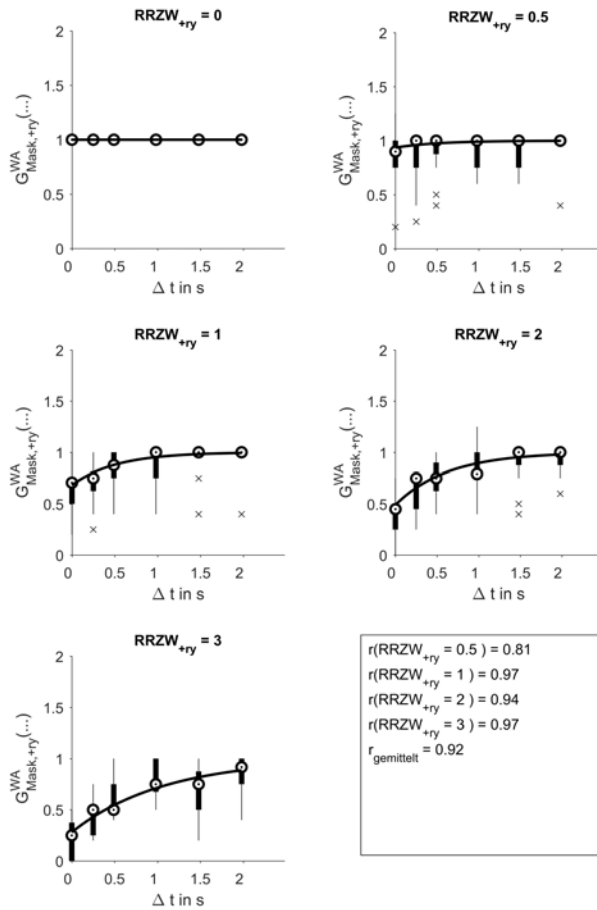 RRZW+ry = 0
2
1.5
1
0.5
0
G^WA_Mask,+ry(...)
0 0.5 1 1.5 2
Δ t in s
RRZW+ry = 0.5
2
1.5
1
0.5
0
G^WA_Mask,+ry(...)
0 0.5 1 1.5 2
Δ t in s
RRZW+ry = 1
2
1.5
1
0.5
0
G^WA_Mask,+ry(...)
0 0.5 1 1.5 2
Δ t in s
RRZW+ry = 2
2
1.5
1
0.5
0
G^WA_Mask,+ry(...)
0 0.5 1 1.5 2
Δ t in s
RRZW+ry = 3
2
1.5
1
0.5
0
G^WA_Mask,+ry(...)
0 0.5 1 1.5 2
Δ t in s
r(RRZW+ry = 0.5 ) = 0.81
r(RRZW+ry = 1 ) = 0.97
r(RRZW+ry = 2 ) = 0.94
r(RRZW+ry = 3 ) = 0.97
r_gemittelt = 0.92